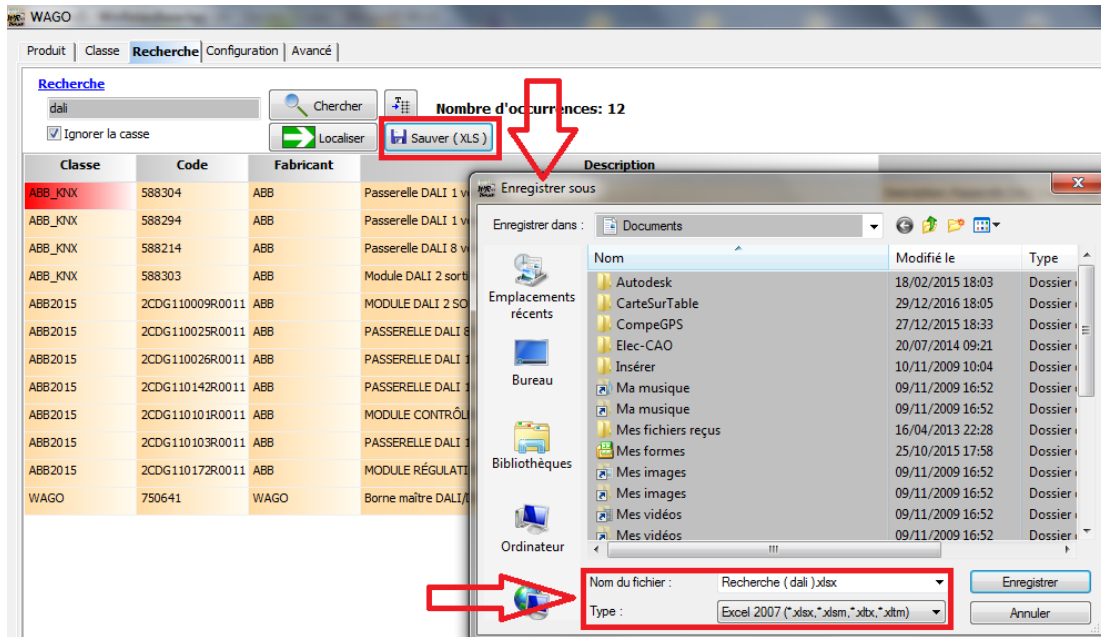 WAGO
Produit Classe Recherche Configuration Avancé
Recherche
dali
Chercher
Nombre d'occurrences: 12
Ignorer la casse
Localiser
Sauver ( XLS )
Classe Code Fabricant Description
ABB_KNX 588304 ABB Passerelle DALI 1
ABB_KNX 588294 ABB Passerelle DALI 1
ABB_KNX 588214 ABB Passerelle DALI 8
ABB_KNX 588303 ABB Module DALI 2
ABB2015 2CDG110009R0011 ABB MODULE DALI 2
ABB2015 2CDG110025R0011 ABB PASSERELLE DALI 8
ABB2015 2CDG110026R0011 ABB PASSERELLE DALI 1
ABB2015 2CDG110142R0011 ABB PASSERELLE DALI 1
ABB2015 2CDG110101R0011 ABB MODULE
ABB2015 2CDG110103R0011 ABB PASSERELLE DALI 1
ABB2015 2CDG110172R0011 ABB MODULE
WAGO 750641 WAGO Borne maître
Enregistrer sous
Enregistrer dans :
Documents
Nom Modifié le Type
Autodesk 18/02/2015 18:03 Dossier
CarteSurTable 29/12/2016 18:05 Dossier
CompeGPS 27/12/2015 18:33 Dossier
Elec-CAO 20/07/2014 09:21 Dossier
Insérer 10/11/2009 10:04 Dossier
Ma musique 09/11/2009 16:52 Dossier
Ma musique 09/11/2009 16:52 Dossier
Mes fichiers reçus 16/04/2013 22:28 Dossier
Mes formes 25/10/2015 17:58 Dossier
Mes images 09/11/2009 16:52 Dossier
Mes images 09/11/2009 16:52 Dossier
Mes vidéos 09/11/2009 16:52 Dossier
Mes vidéos 09/11/2009 16:52 Dossier
Emplacements
récents
Bureau
Bibliothèques
Ordinateur
Nom du fichier : Recherche ( dali ).xlsx
Enregistrer
Type : Excel 2007 (*.xlsx,*.xlsm,*.xltx,*.xltm)
Annuler